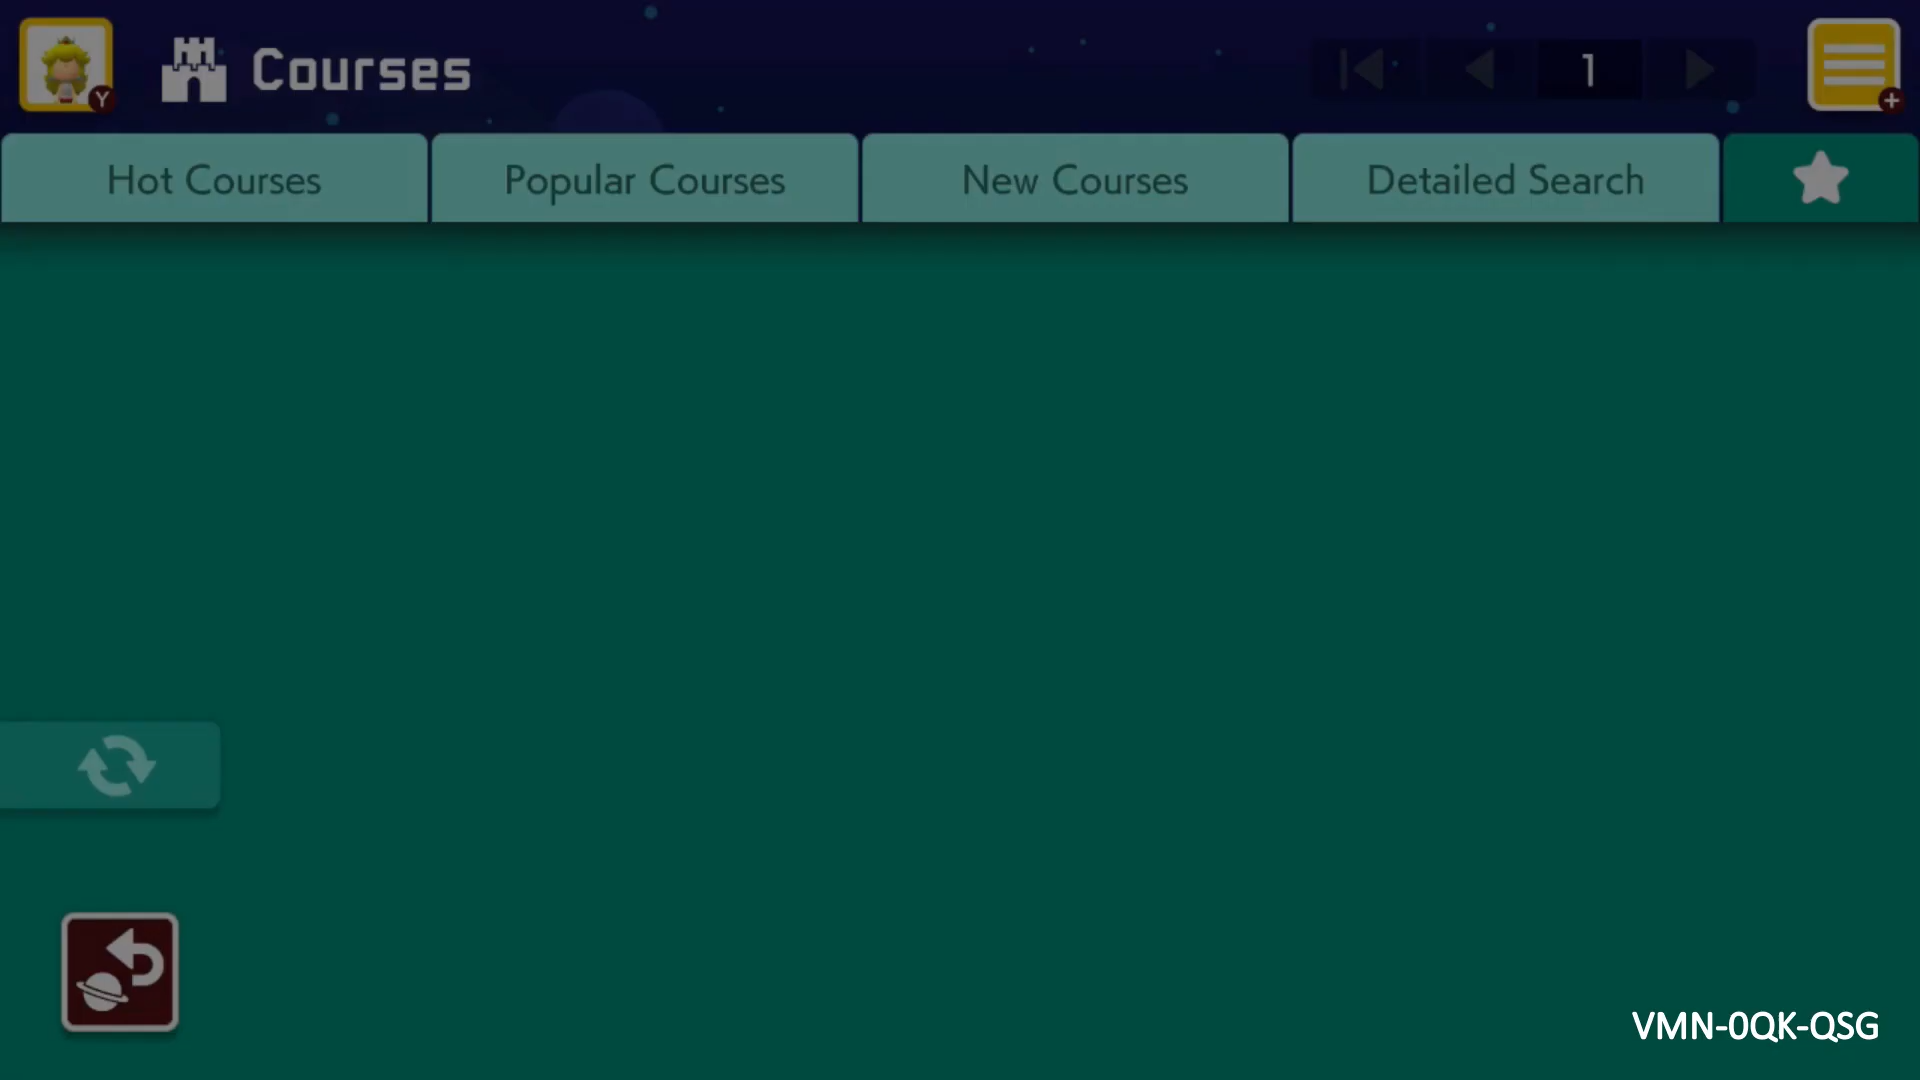 Y
Courses
1
+
Hot Courses
Popular Courses
New Courses
Detailed Search
VMN-0QK-QSG